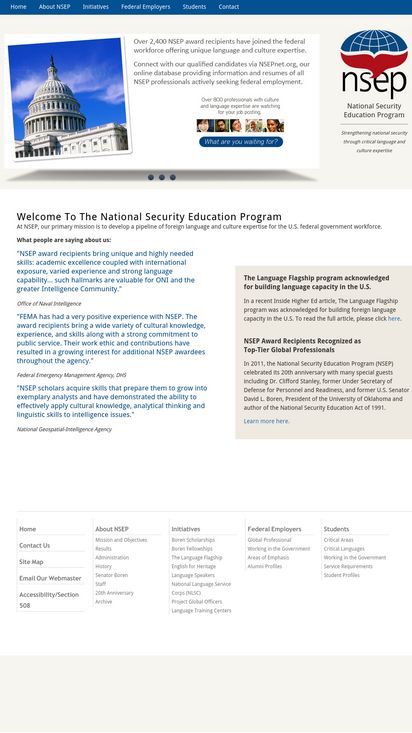 Home About NSEP Initiatives Federal Employers Students Contact
Over 2,400 NSEP award recipients have joined the federal
workforce offering unique language and culture expertise.
Connect with our qualified candidates via NSEPnet.org, our
online database providing information and resumes of all
NSEP professionals actively seeking federal employment.
Over 800 professionals with culture
and language expertise are watching
for your job posting.
What are you waiting for?
nsep
National Security
Education Program
Strengthening national security
through critical language and
culture expertise
Welcome To The National Security Education Program
At NSEP, our primary mission is to develop a pipeline of foreign language and culture expertise for the U.S. federal government workforce.
What people are saying about us:
"NSEP award recipients bring unique and highly needed
skills: academic excellence coupled with international
exposure, varied experience and strong language
capability... such hallmarks are valuable for ONI and the
greater Intelligence Community."
Office of Naval Intelligence
"FEMA has had a very positive experience with NSEP. The
award recipients bring a wide variety of cultural knowledge,
experience, and skills along with a strong commitment to
public service. Their work ethic and contributions have
resulted in a growing interest for additional NSEP awardees
throughout the agency."
Federal Emergency Management Agency, DHS
"NSEP scholars acquire skills that prepare them to grow into
exemplary analysts and have demonstrated the ability to
effectively apply cultural knowledge, analytical thinking and
linguistic skills to intelligence issues."
National Geospatial-Intelligence Agency
The Language Flagship program acknowledged
for building language capacity in the U.S.
In a recent Inside Higher Ed article, The Language Flagship
program was acknowledged for building foreign language
capacity in the U.S. To read the full article, please click here.
NSEP Award Recipients Recognized as
Top-Tier Global Professionals
In 2011, the National Security Education Program (NSEP)
celebrated its 20th anniversary with many special guests
including Dr. Clifford Stanley, former Under Secretary of
Defense for Personnel and Readiness, and former U.S. Senator
David L. Boren, President of the University of Oklahoma and
author of the National Security Education Act of 1991.
Learn more here.
Home
Contact Us
Site Map
Email Our Webmaster
Accessibility/Section
508
About NSEP
Mission and Objectives
Results
Administration
History
Senator Boren
Staff
20th Anniversary
Archive
Initiatives
Boren Scholarships
Boren Fellowships
The Language Flagship
English for Heritage
Language Speakers
National Language Service
Corps (NLSC)
Project Global Officers
Language Training Centers
Federal Employers
Global Professional
Working in the Government
Areas of Emphasis
Alumni Profiles
Students
Critical Areas
Critical Languages
Working in the Government
Service Requirements
Student Profiles